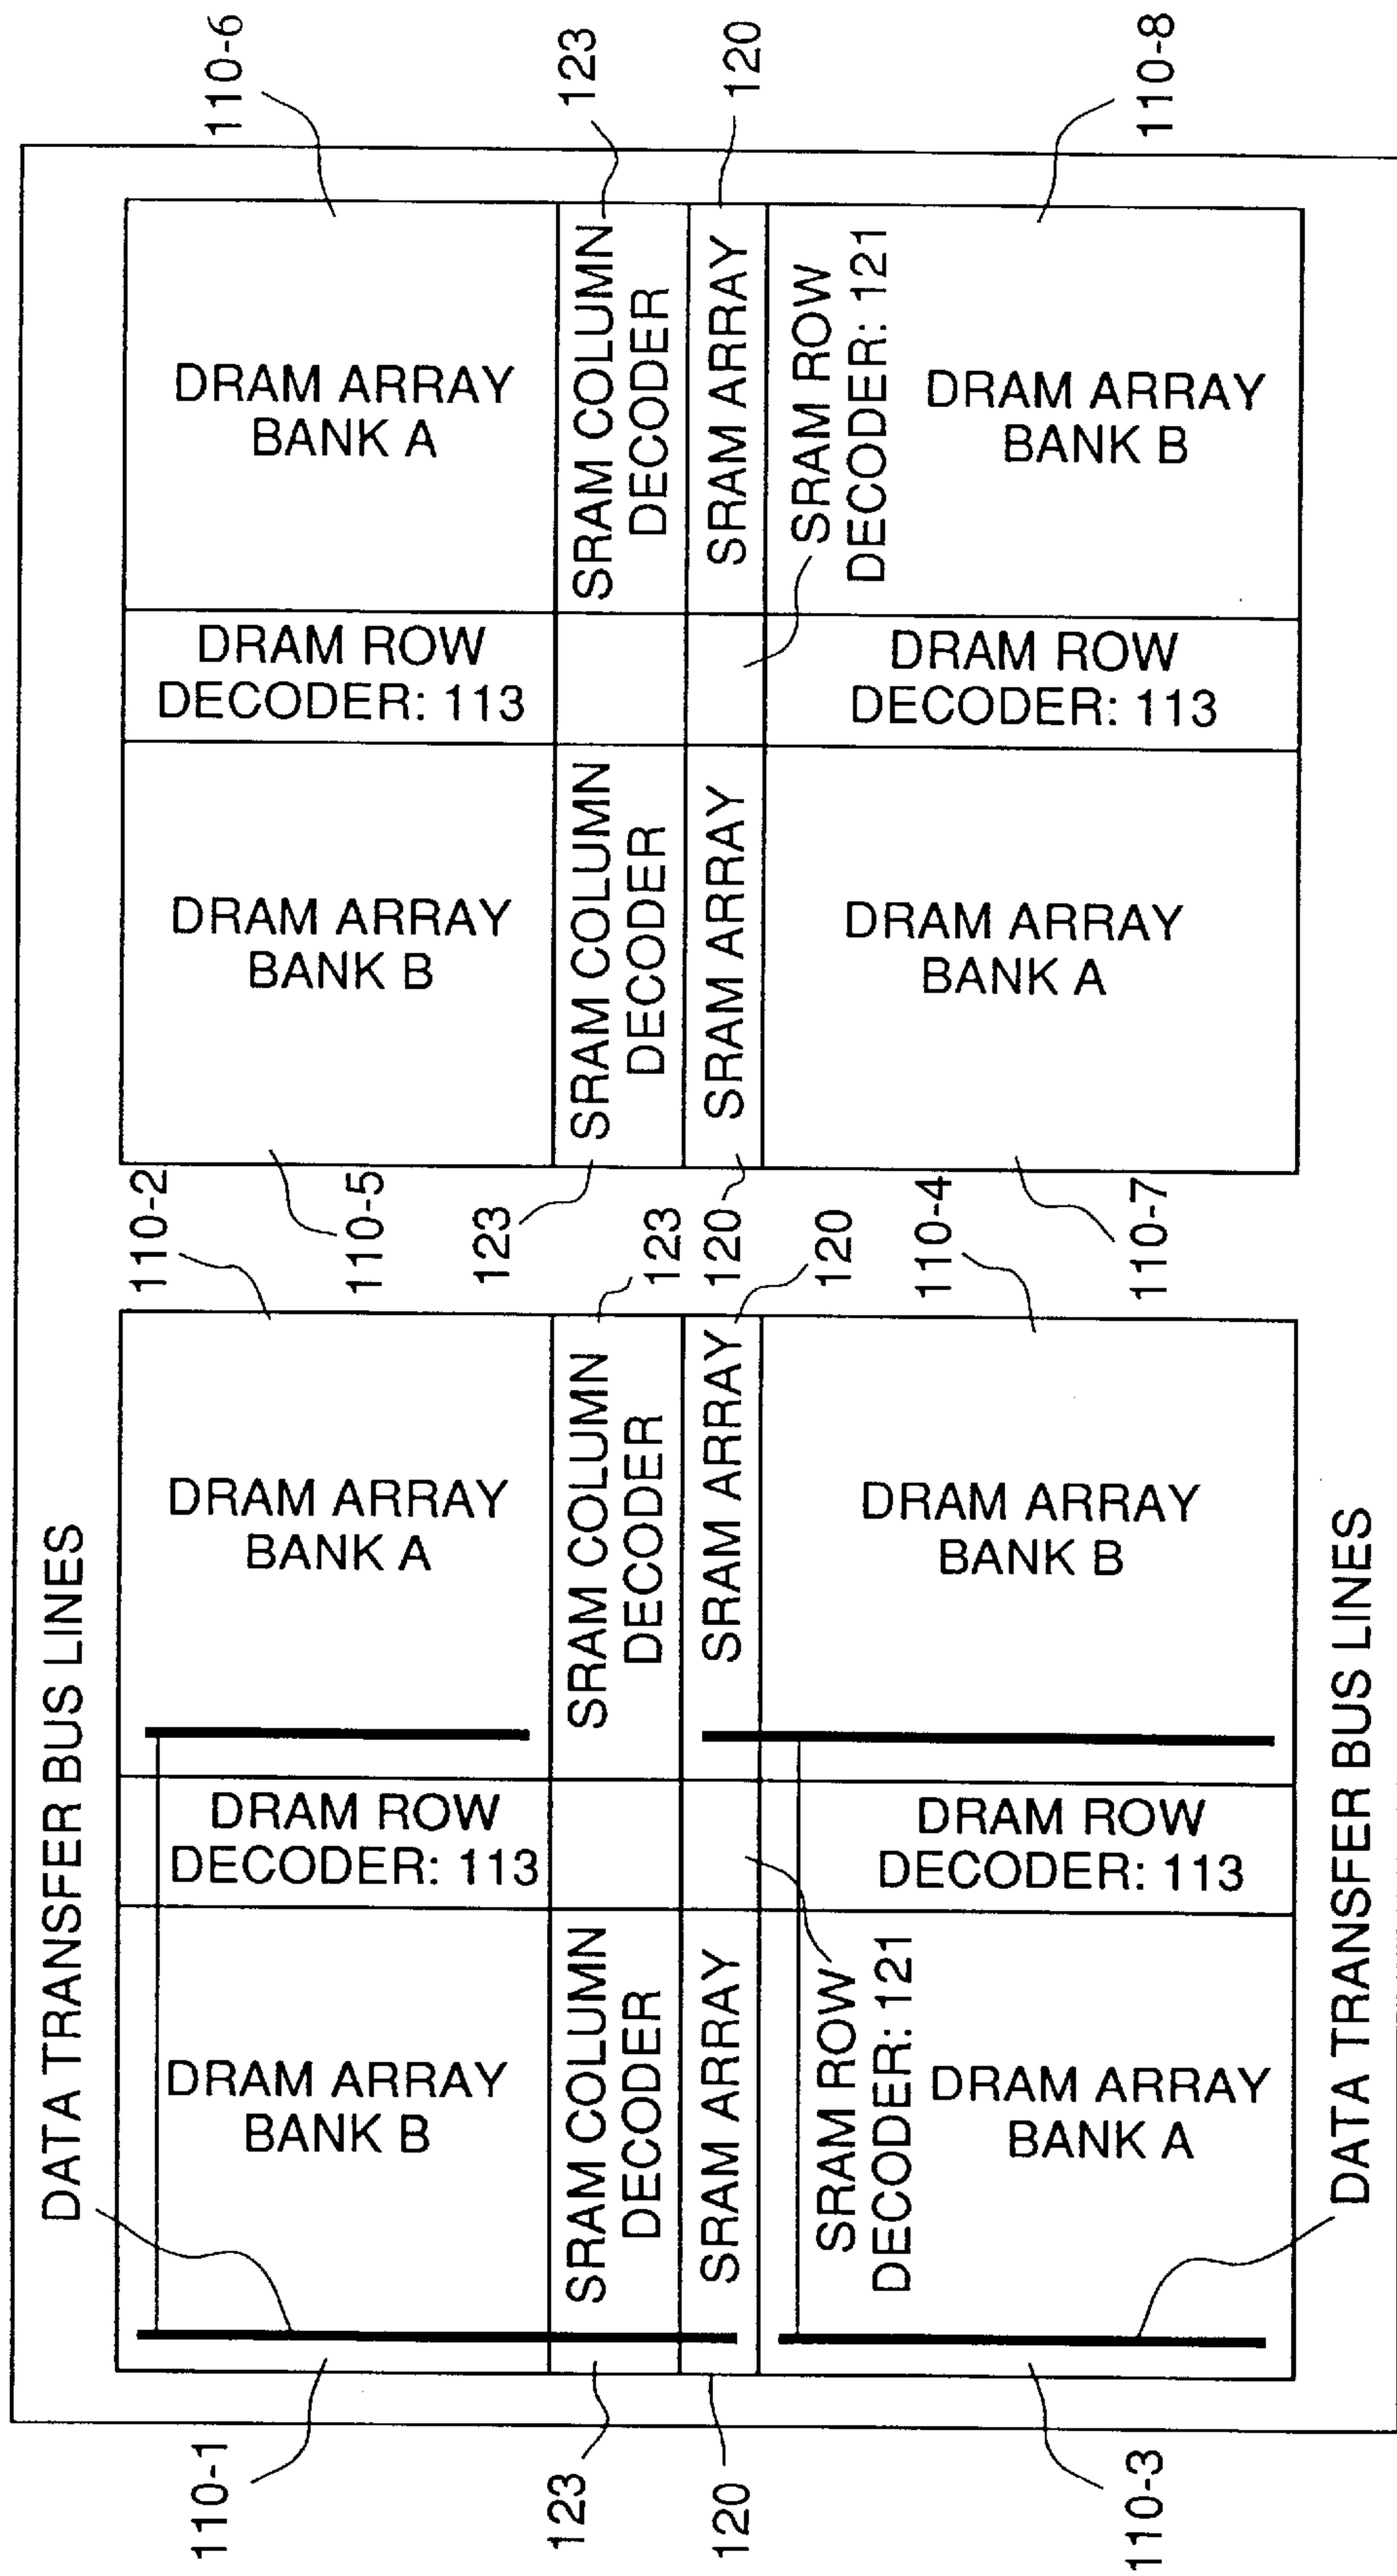 110-6
123
120
110-8
DRAM ARRAY
BANK A
SRAM COLUMN
DECODER
SRAM ARRAY
SRAM ROW
DECODER: 121
DRAM ARRAY
BANK B
DRAM ROW
DECODER: 113
DRAM ROW
DECODER: 113
DRAM ARRAY
BANK B
SRAM COLUMN
DECODER
SRAM ARRAY
DRAM ARRAY
BANK A
110-2
110-5
123
123
120
120
110-4
110-7
DATA TRANSFER BUS LINES
DRAM ARRAY
BANK A
SRAM COLUMN
DECODER
SRAM ARRAY
DRAM ARRAY
BANK B
DATA TRANSFER BUS LINES
DRAM ROW
DECODER: 113
DRAM ROW
DECODER: 113
DRAM ARRAY
BANK B
SRAM COLUMN
DECODER
SRAM ARRAY
SRAM ROW
DECODER: 121
DRAM ARRAY
BANK A
110-1
123
120
110-3